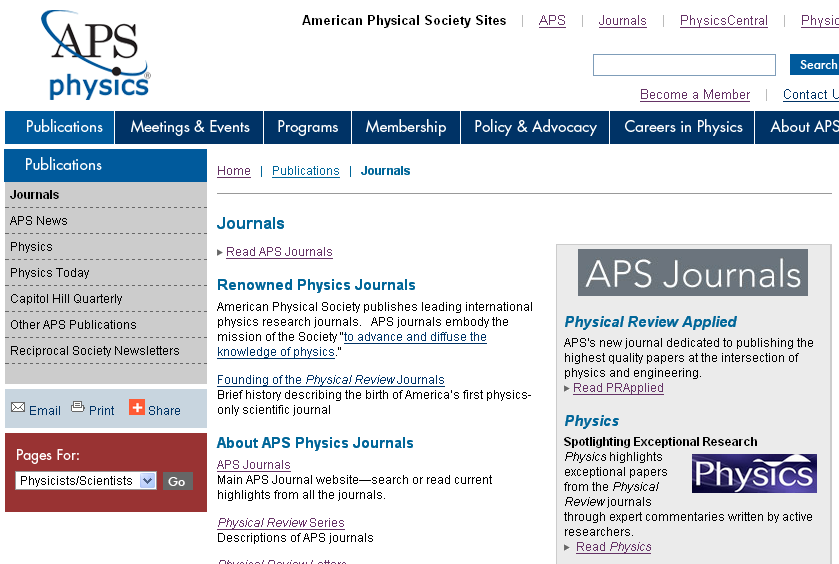 APS
physics®
American Physical Society Sites | APS | Journals | PhysicsCentral | Physic
Search
Become a Member | Contact U
Publications Meetings & Events Programs Membership Policy & Advocacy Careers in Physics About APS
Publications
Journals
APS News
Physics
Physics Today
Capitol Hill Quarterly
Other APS Publications
Reciprocal Society Newsletters
Email Print Share
Pages For:
Physicists/Scientists Go
Home | Publications | Journals
Journals
Read APS Journals
Renowned Physics Journals
American Physical Society publishes leading international
physics research journals. APS journals embody the
mission of the Society "to advance and diffuse the
knowledge of physics."
Founding of the Physical Review Journals
Brief history describing the birth of America's first physics-
only scientific journal
About APS Physics Journals
APS Journals
Main APS Journal website—search or read current
highlights from all the journals.
Physical Review Series
Descriptions of APS journals
Physical Review Letters
APS Journals
Physical Review Applied
APS's new journal dedicated to publishing the
highest quality papers at the intersection of
physics and engineering.
Read PRApplied
Physics
Spotlighting Exceptional Research
Physics highlights
exceptional papers
from the Physical
Review journals
through expert commentaries written by active
researchers.
Physics
Read Physics